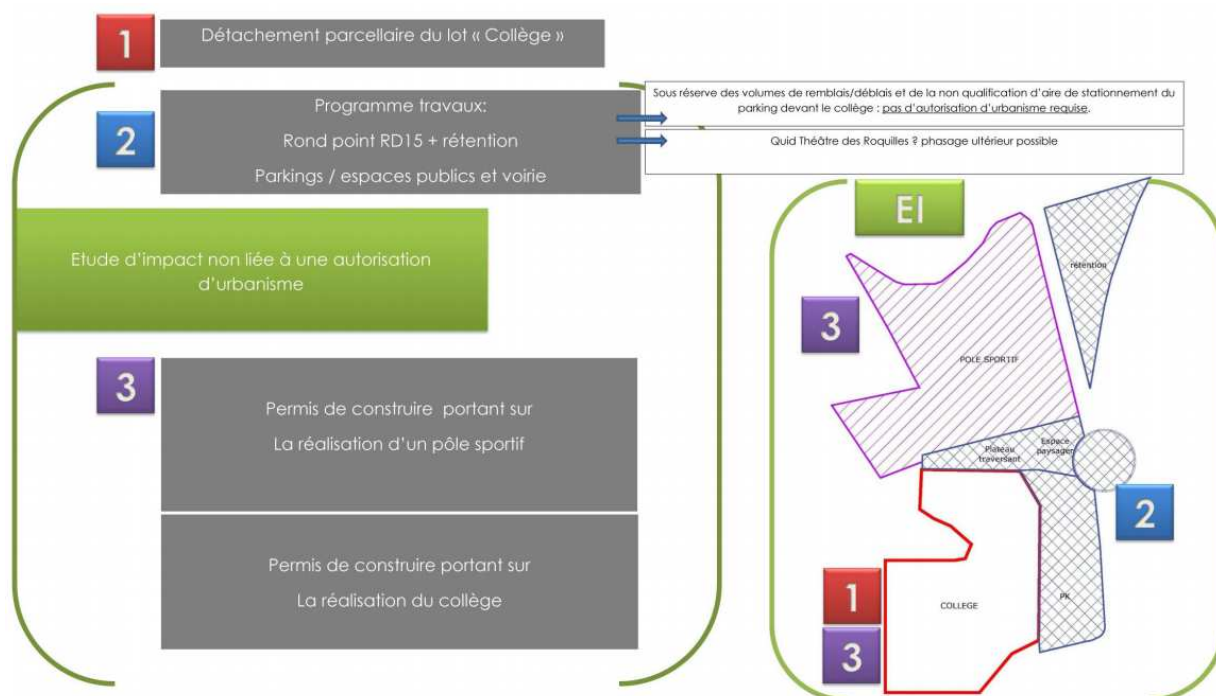 1
Détachement parcellaire du lot « Collège »
2
Programme travaux:
Rond point RD15 + rétention
Parkings / espaces publics et voirie
Sous réserve des volumes de remblais/déblais et de la non qualification d'aire de stationnement du
parking devant le collège : pas d'autorisation d'urbanisme requise.
Quid Théâtre des Roquilles ? phasage ultérieur possible
Etude d'impact non liée à une autorisation
d'urbanisme
3
Permis de construire portant sur
La réalisation d'un pôle sportif
Permis de construire portant sur
La réalisation du collège
EI
rétention
3
POLE SPORTIF
Plateau
traversant
Espace
paysager
2
1
COLLEGE
PK
3